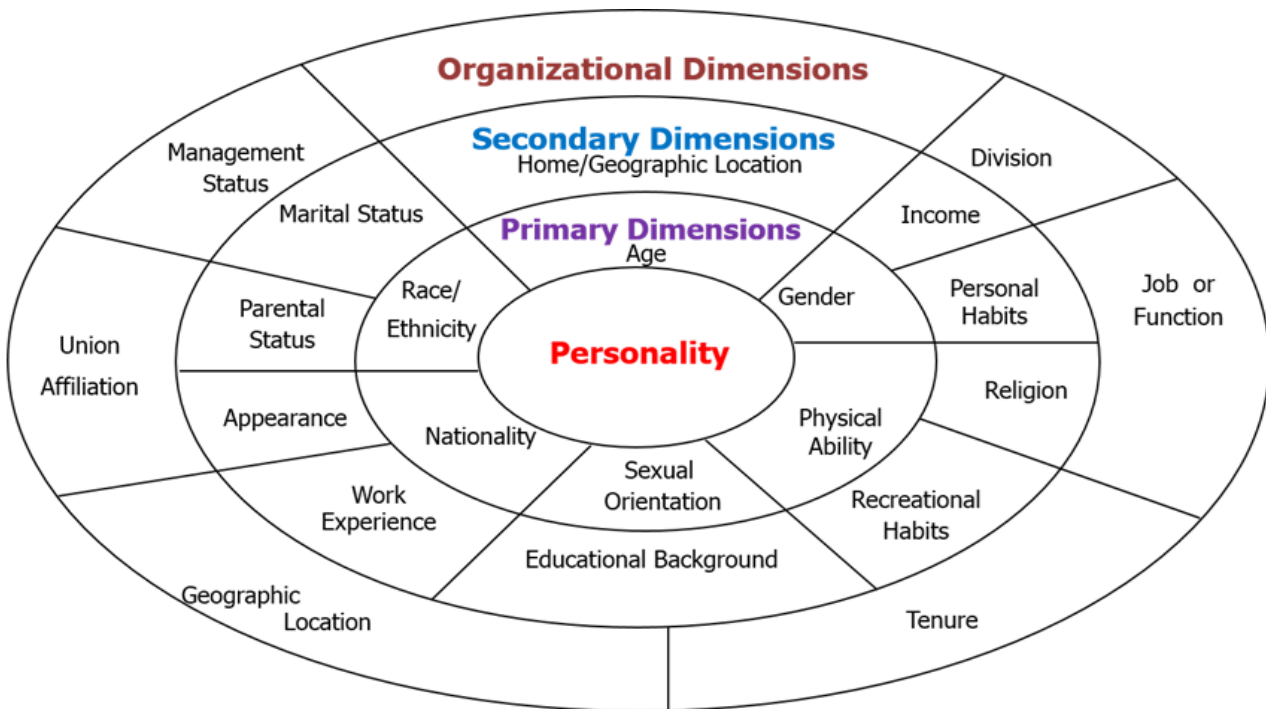 Organizational Dimensions
Secondary Dimensions
Home/Geographic Location
Management
Status
Division
Marital Status
Income
Primary Dimensions
Age
Race/
Ethnicity
Gender
Personal
Habits
Job or
Function
Parental
Status
Union
Affiliation
Personality
Religion
Appearance
Nationality
Physical
Ability
Sexual
Orientation
Work
Experience
Recreational
Habits
Educational Background
Geographic
Location
Tenure